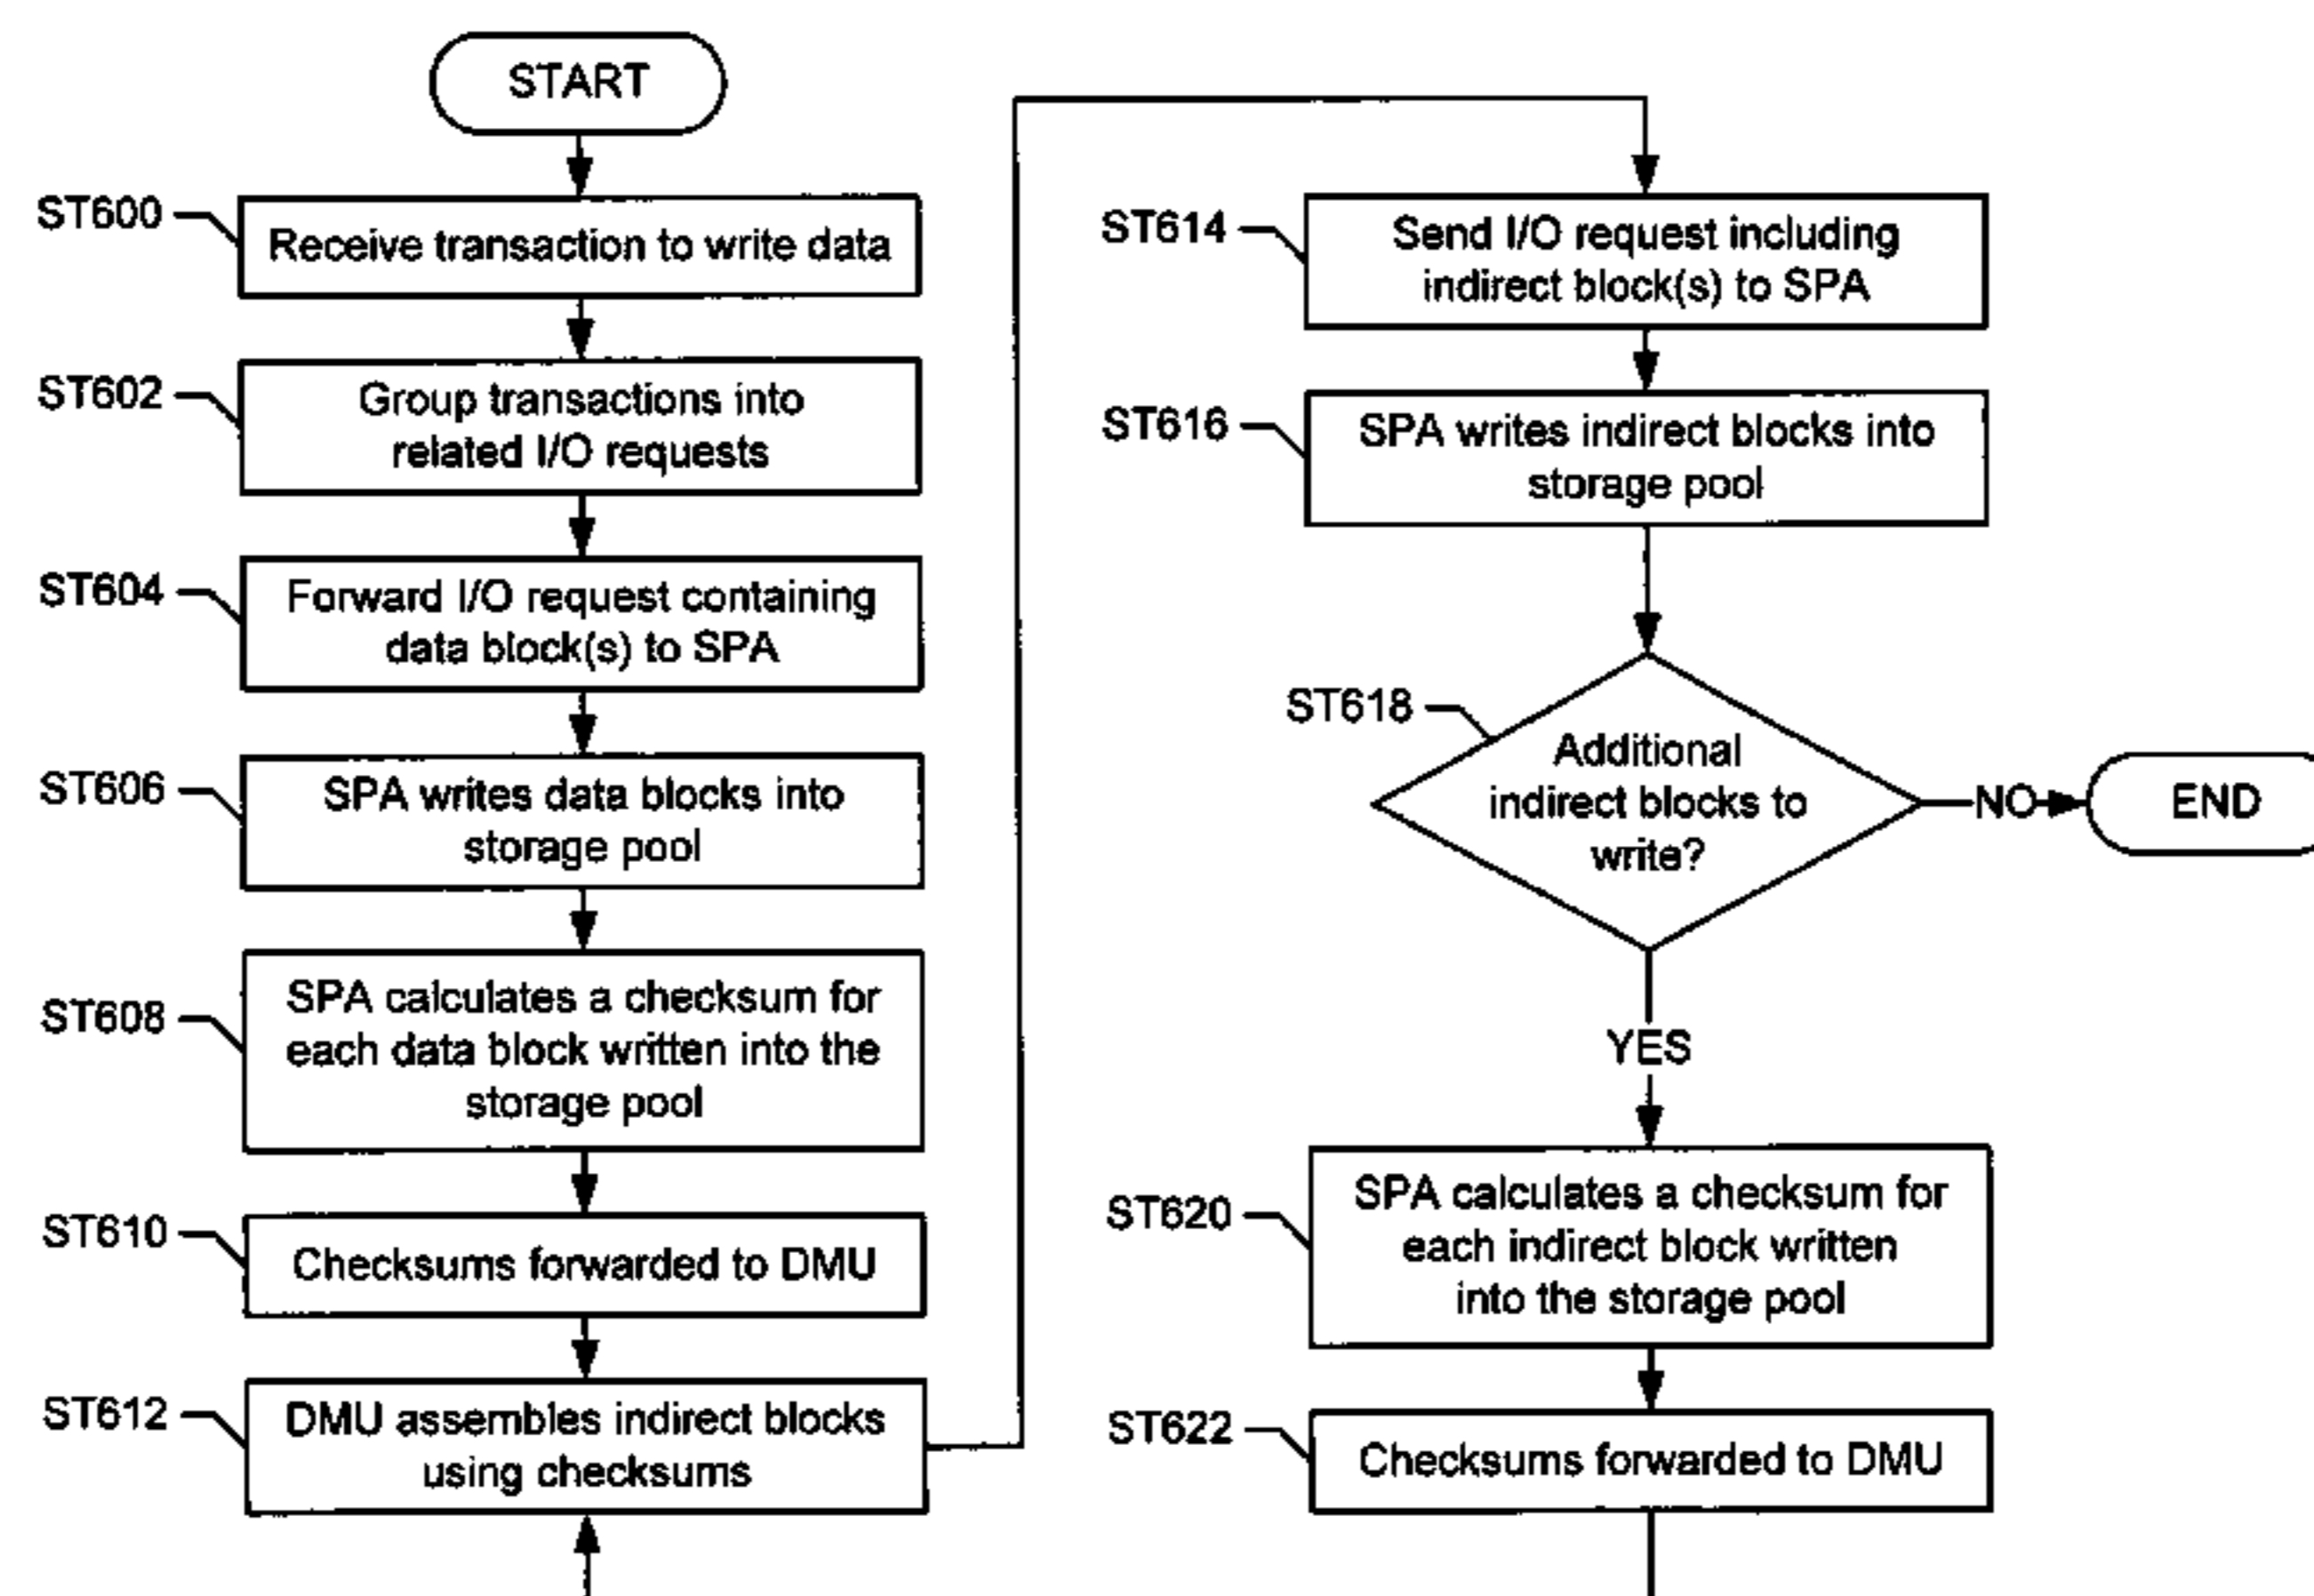 START
ST600
Receive transaction to write data
ST602
Group transactions into
related I/O requests
ST604
Forward I/O request containing
data block(s) to SPA
ST606
SPA writes data blocks into
storage pool
ST608
SPA calculates a checksum for
each data block written into the
storage pool
ST610
Checksums forwarded to DMU
ST612
DMU assembles indirect blocks
using checksums
ST614
Send I/O request including
indirect block(s) to SPA
ST616
SPA writes indirect blocks into
storage pool
ST618
Additional
indirect blocks to
write?
NO
END
YES
ST620
SPA calculates a checksum for
each indirect block written
into the storage pool
ST622
Checksums forwarded to DMU